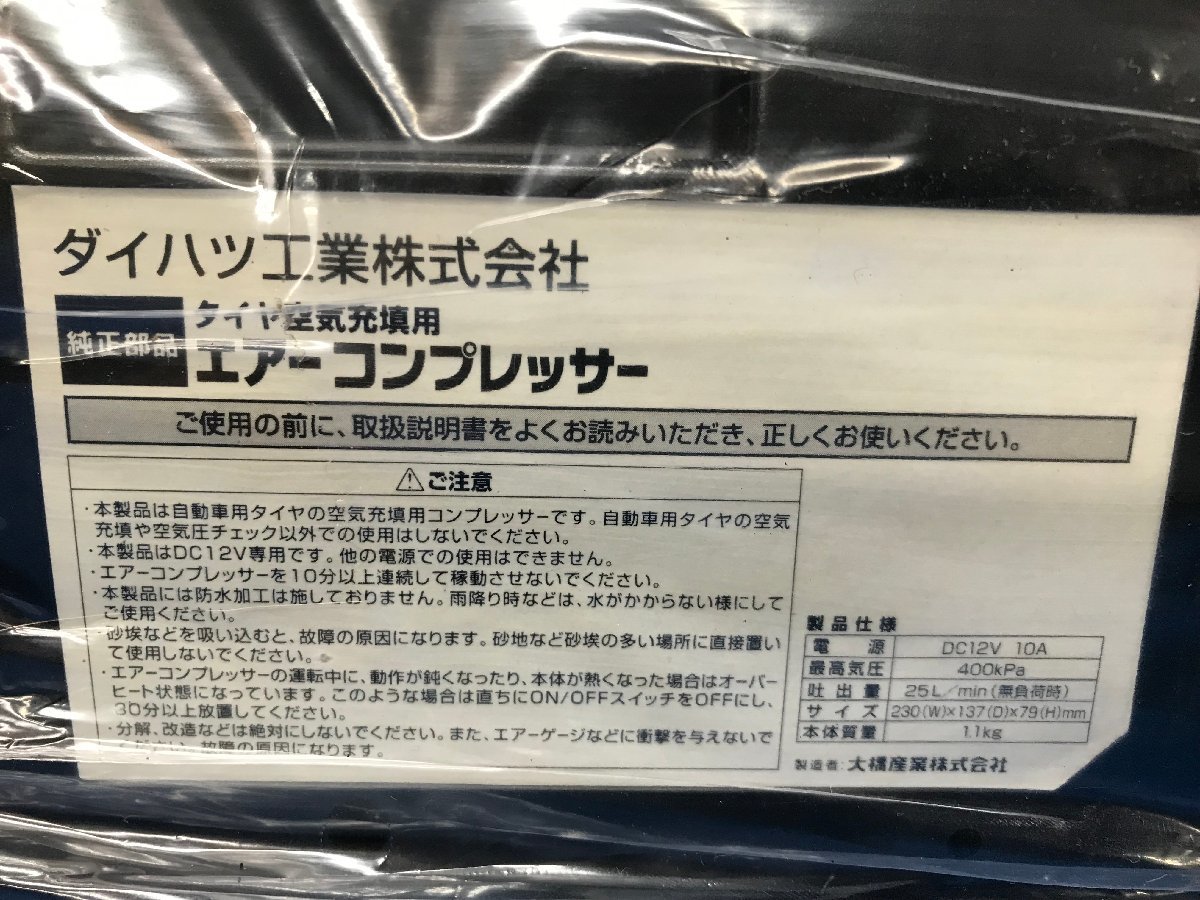 ダイハツ工業株式会社
純正部品
タイヤ空気充填用
エアーコンプレッサー
ご使用の前に、取扱説明書をよくお読みいただき、正しくお使いください。
⚠ご注意
・本製品は自動車用タイヤの空気充填用コンプレッサーです。自動車用タイヤの空気
充填や空気圧チェック以外での使用はしないでください。
・本製品はDC12V専用です。他の電源での使用はできません。
・エアーコンプレッサーを10分以上連続して稼動させないでください。
・本製品には防水加工は施しておりません。雨降り時などは、水がかからない様にして
ご使用ください。
・砂埃などを吸い込むと、故障の原因になります。砂地など砂埃の多い場所に直接置い
て使用しないでください。
・エアーコンプレッサーの運転中に、動作が鈍くなったり、本体が熱くなった場合はオーバー
ヒート状態になっています。このような場合は直ちにON/OFFスイッチをOFFにし、
30分以上放置してください。
・分解、改造などは絶対にしないでください。また、エアーゲージなどに衝撃を与えないで
ください。故障の原因になります。
製品仕様
電源 DC12V 10A
最高気圧 400kPa
吐出量 25L/min(無負荷時)
サイズ 230(W)×137(D)×79(H)mm
本体質量 1.1kg
製造者:大橋産業株式会社